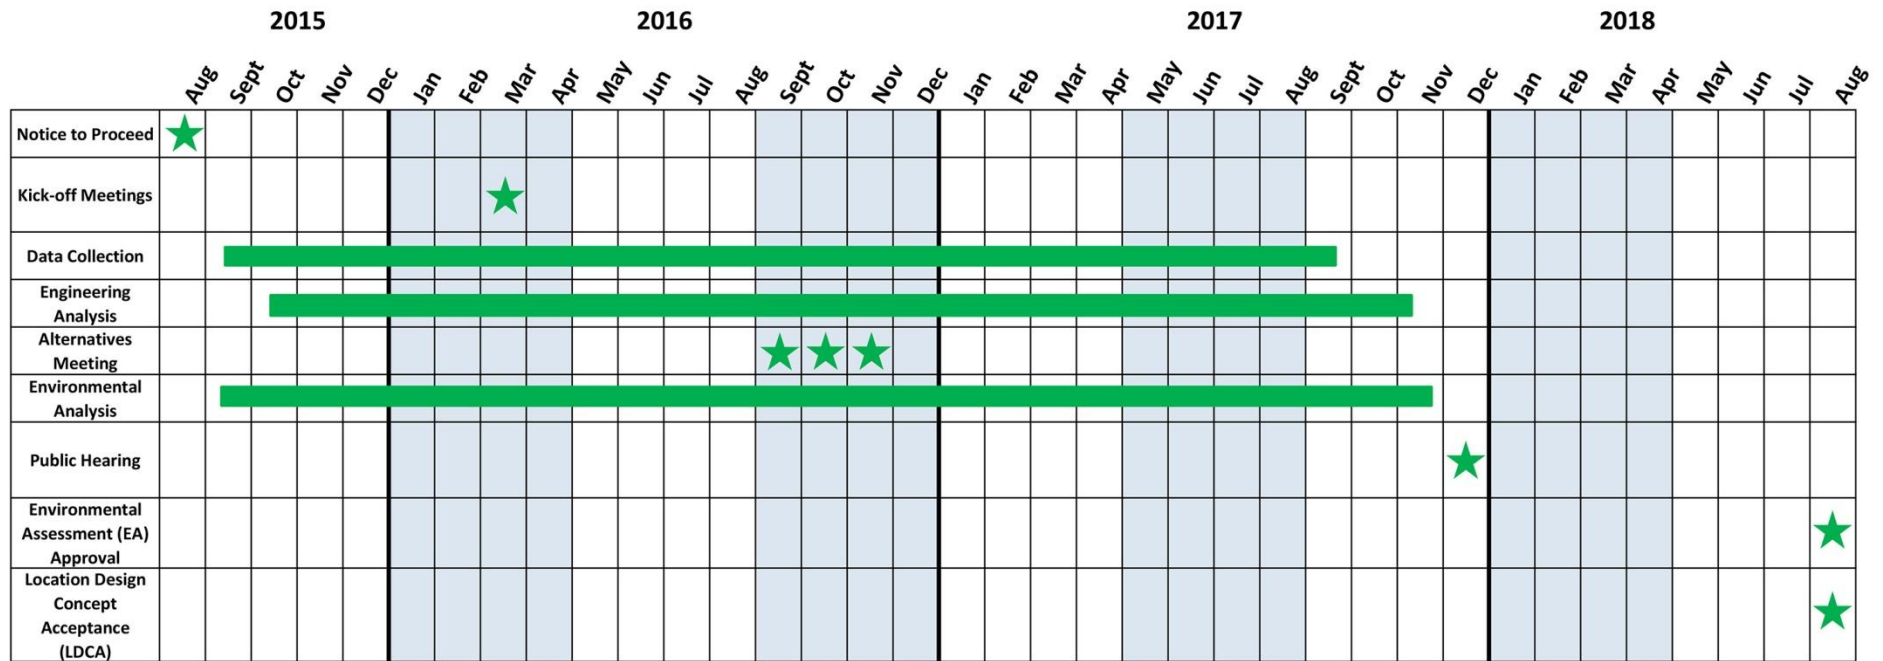 2015 2016 2017 2018
Aug Sept Oct Nov Dec Jan Feb Mar Apr May Jun Jul Aug Sept Oct Nov Dec Jan Feb Mar Apr May Jun Jul Aug Sept Oct Nov Dec Jan Feb Mar Apr May Jun Jul Aug
Notice to Proceed
Kick-off Meetings
Data Collection
Engineering
Analysis
Alternatives
Meeting
Environmental
Analysis
Public Hearing
Environmental
Assessment (EA)
Approval
Location Design
Concept
Acceptance
(LDCA)